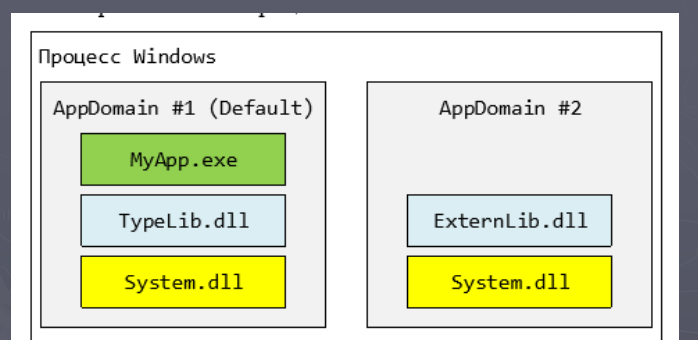 Процесс Windows
AppDomain #1 (Default)
AppDomain #2
MyApp.exe
TypeLib.dll
ExternLib.dll
System.dll
System.dll